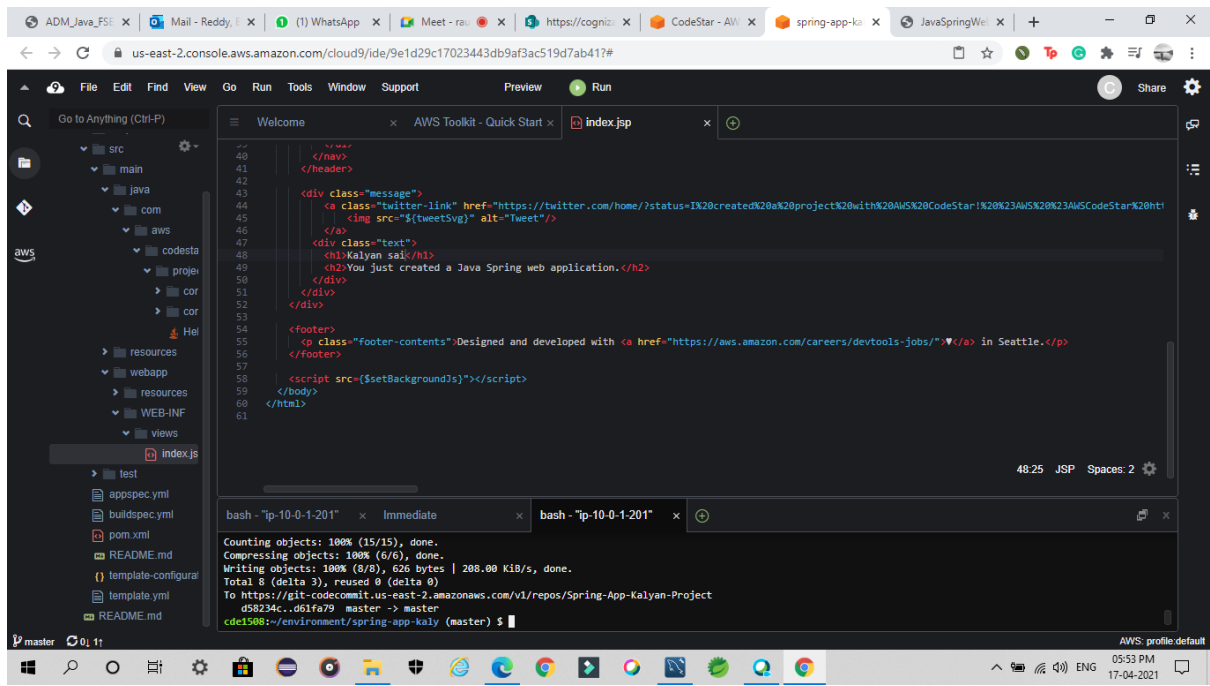 ADM_Java_FSE
Mail - Reddy, E
(1) WhatsApp
Meet - rau
https://cogniza
CodeStar - AW
spring-app-ka
JavaSpringWe
us-east-2.console.aws.amazon.com/cloud9/ide/9e1d29c17023443db9af3ac519d7ab41?#
File Edit Find View Go Run Tools Window Support Preview Run
C Share
Go to Anything (Ctrl-P)
Welcome
AWS Toolkit - Quick Start
index.jsp
src
main
java
com
aws
codesta
projec
cor
cor
Hel
resources
webapp
resources
WEB-INF
views
index.js
test
appspec.yml
buildspec.yml
pom.xml
README.md
template-configurat
template.yml
README.md
aws
39 </ul>
40 </nav>
41 </header>
42
43 <div class="message">
44 <a class="twitter-link" href="https://twitter.com/home/?status=I%20created%20a%20project%20with%20AWS%20CodeStar!%20%23AWS%20%23AWSCodeStar%20htt
45 <img src="${tweetSvg}" alt="Tweet"/>
46 </a>
47 <div class="text">
48 <h1>Kalyan sai</h1>
49 <h2>You just created a Java Spring web application.</h2>
50 </div>
51 </div>
52 </div>
53
54 <footer>
55 <p class="footer-contents">Designed and developed with <a href="https://aws.amazon.com/careers/devtools-jobs/">♥</a> in Seattle.</p>
56 </footer>
57
58 <script src={$setBackgroundJs}"></script>
59 </body>
60 </html>
61
48:25 JSP Spaces: 2
bash - "ip-10-0-1-201"
Immediate
bash - "ip-10-0-1-201"
Counting objects: 100% (15/15), done.
Compressing objects: 100% (6/6), done.
Writing objects: 100% (8/8), 626 bytes | 208.00 KiB/s, done.
Total 8 (delta 3), reused 0 (delta 0)
To https://git-codecommit.us-east-2.amazonaws.com/v1/repos/Spring-App-Kalyan-Project
d58234c..d61fa79 master -> master
cde1508:~/environment/spring-app-kaly (master) $
master 0↓ 1↑
AWS: profile:default
ENG
05:53 PM
17-04-2021